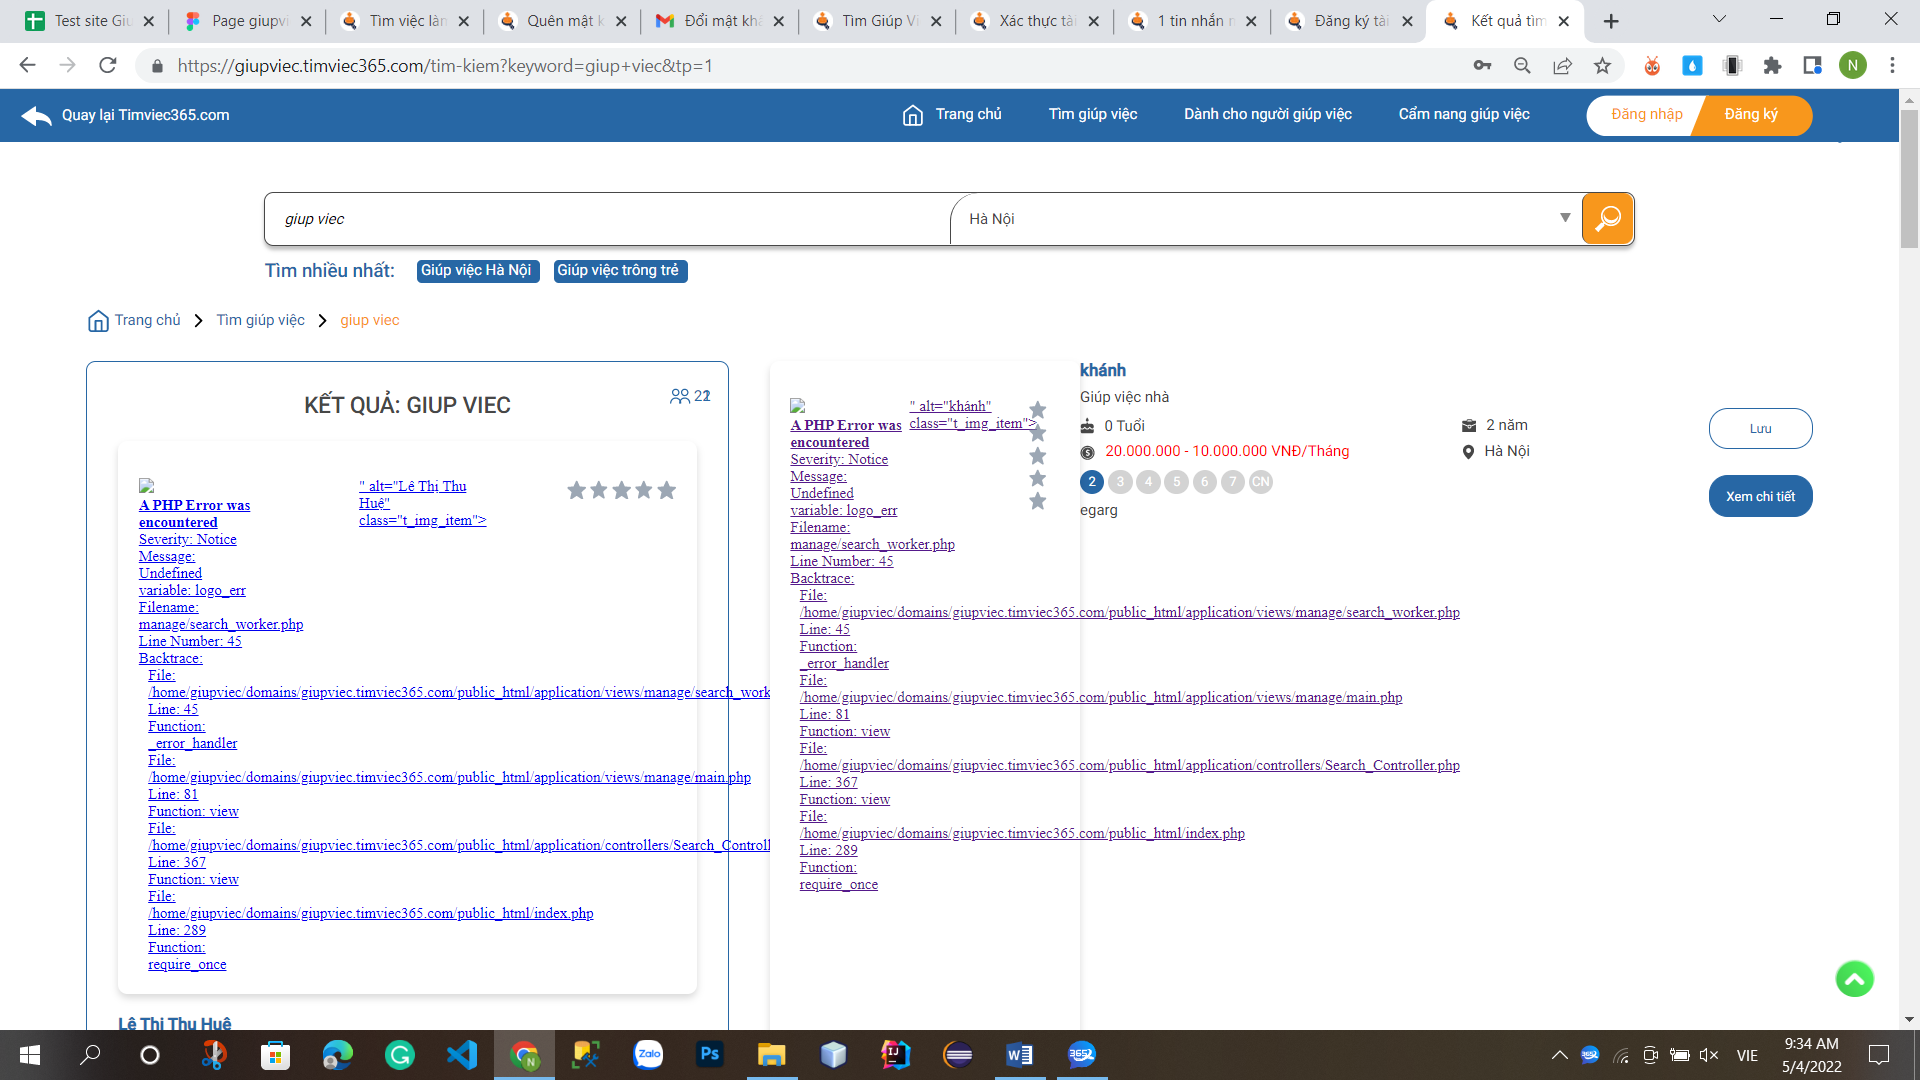 Test site Giu
Page giupvi
Tìm việc làn
Quên mật k
Đổi mật khẩ
Tìm Giúp Vi
Xác thực tài
1 tin nhắn n
Đăng ký tài
Kết quả tìm
https://giupviec.timviec365.com/tim-kiem?keyword=giup+viec&tp=1
N
Quay lại Timviec365.com
Trang chủ
Tìm giúp việc
Dành cho người giúp việc
Cẩm nang giúp việc
Đăng nhập
Đăng ký
giup viec
Hà Nội
Tìm nhiều nhất:
Giúp việc Hà Nội
Giúp việc trông trẻ
Trang chủ
Tìm giúp việc
giup viec
KẾT QUẢ: GIUP VIEC
A PHP Error was
encountered
Severity: Notice
Message:
Undefined
variable: logo_err
Filename:
manage/search_worker.php
Line Number: 45
Backtrace:
File:
/home/giupviec/domains/giupviec.timviec365.com/public_html/application/views/manage/search_work
Line: 45
Function:
_error_handler
File:
/home/giupviec/domains/giupviec.timviec365.com/public_html/application/views/manage/main.php
Line: 81
Function: view
File:
/home/giupviec/domains/giupviec.timviec365.com/public_html/application/controllers/Search_Controll
Line: 367
Function: view
File:
/home/giupviec/domains/giupviec.timviec365.com/public_html/index.php
Line: 289
Function:
require_once
" alt="Lê Thị Thu
Huệ"
class="t_img_item">
Lê Thị Thu Huệ
A PHP Error was
encountered
Severity: Notice
Message:
Undefined
variable: logo_err
Filename:
manage/search_worker.php
Line Number: 45
Backtrace:
File:
/home/giupviec/domains/giupviec.timviec365.com/public_html/application/views/manage/search_worker.php
Line: 45
Function:
_error_handler
File:
/home/giupviec/domains/giupviec.timviec365.com/public_html/application/views/manage/main.php
Line: 81
Function: view
File:
/home/giupviec/domains/giupviec.timviec365.com/public_html/application/controllers/Search_Controller.php
Line: 367
Function: view
File:
/home/giupviec/domains/giupviec.timviec365.com/public_html/index.php
Line: 289
Function:
require_once
" alt="khánh"
class="t_img_item">
khánh
Giúp việc nhà
0 Tuổi
2 năm
20.000.000 - 10.000.000 VNĐ/Tháng
Hà Nội
2 3 4 5 6 7 CN
egarg
Lưu
Xem chi tiết
Zalo
Ps
VIE
9:34 AM
5/4/2022